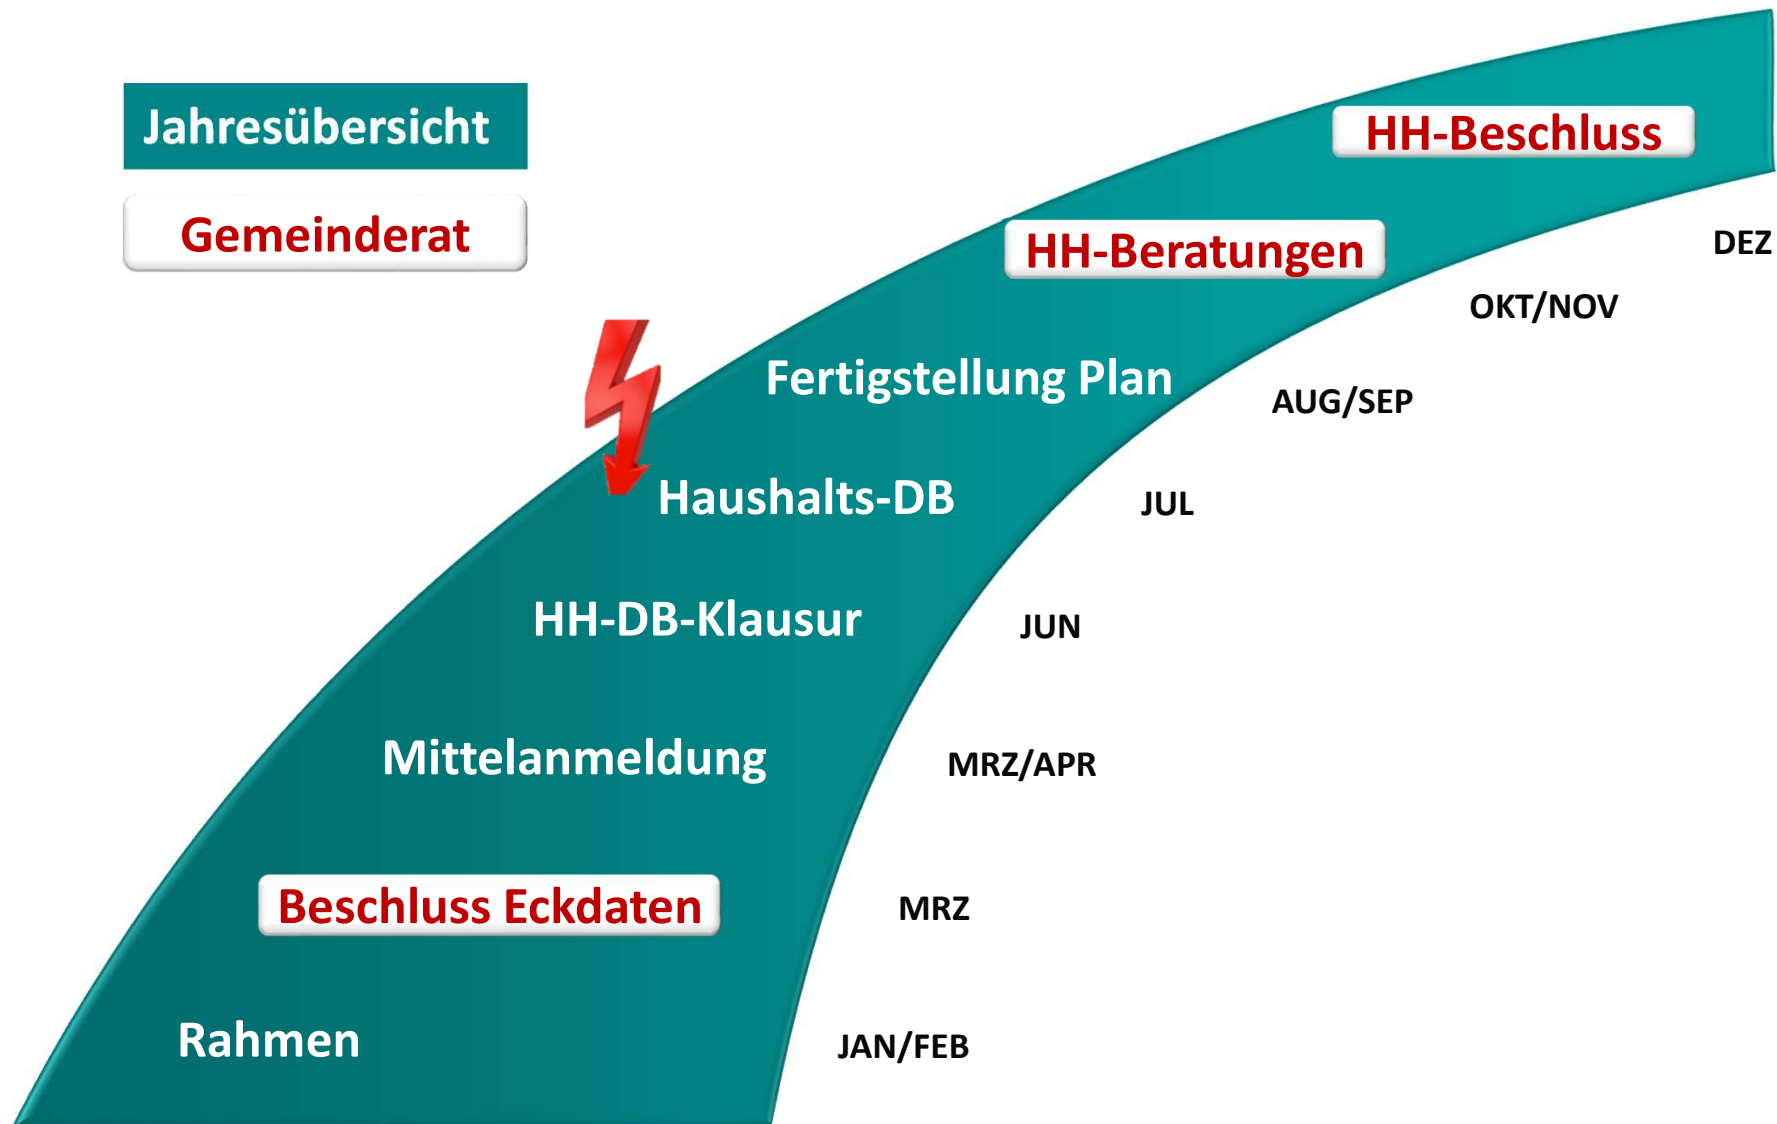 Jahresübersicht
Gemeinderat
HH-Beschluss
DEZ
HH-Beratungen
OKT/NOV
Fertigstellung Plan
AUG/SEP
Haushalts-DB
JUL
HH-DB-Klausur
JUN
Mittelanmeldung
MRZ/APR
Beschluss Eckdaten
MRZ
Rahmen
JAN/FEB